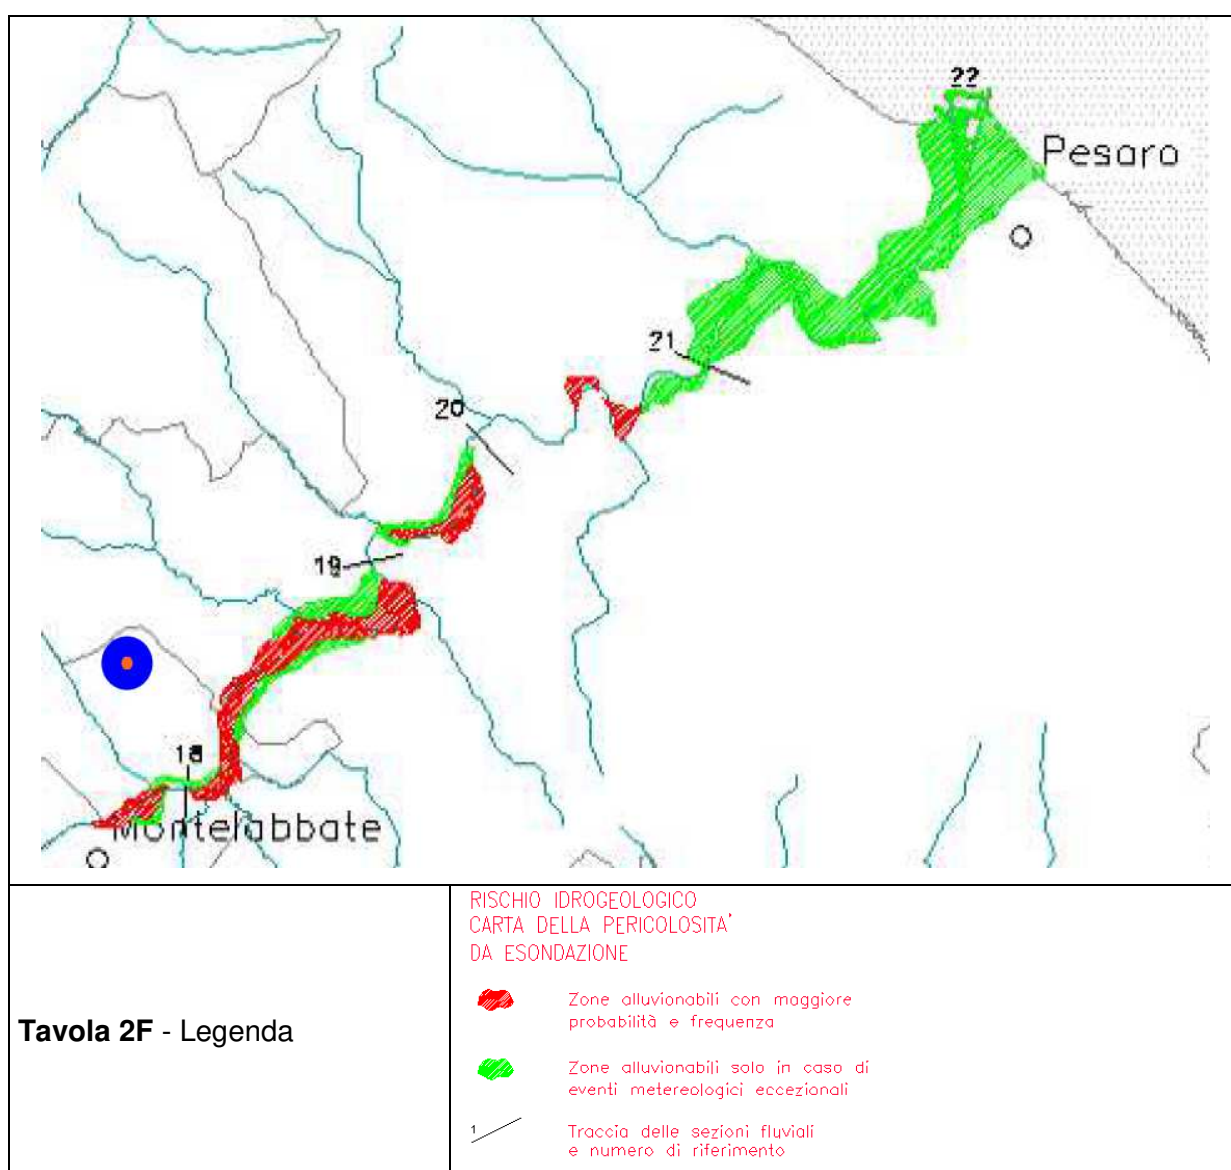 22
Pesaro
21
20
19
18
Montelabbate
RISCHIO IDROGEOLOGICO
CARTA DELLA PERICOLOSITA'
DA ESONDAZIONE
Zone alluvionabili con maggiore
probabilità e frequenza
Tavola 2F - Legenda
Zone alluvionabili solo in caso di
eventi metereologici eccezionali
1
Traccia delle sezioni fluviali
e numero di riferimento